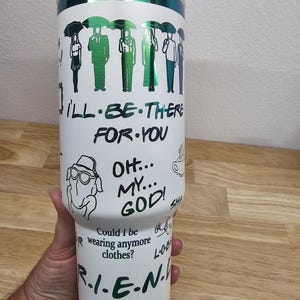 I'LL•BE•THERE
FOR•YOU
OH...
MY...
GOD!
Could I be
wearing anymore
clothes?
R•I•E•N•